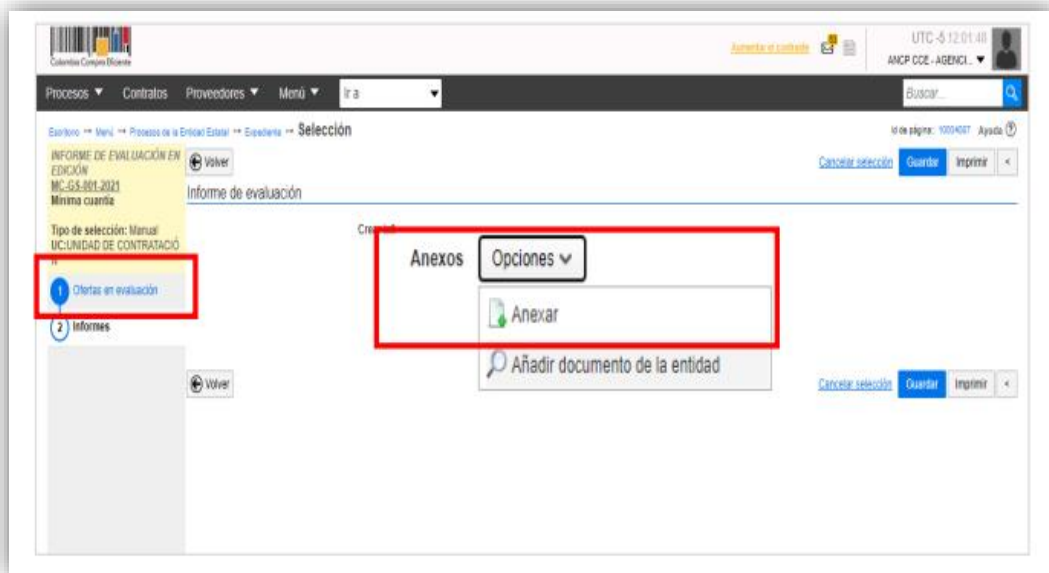 Colombia Compra Eficiente
Aumentar el contraste
UTC -5 12:01:48
ANCP CCE - AGENCI...
Procesos Contratos Proveedores Menú Ir a Buscar...
Escritorio → Menú → Procesos de la Entidad Estatal → Expediente → Selección
Id de página: Ayuda
INFORME DE EVALUACIÓN EN
EDICIÓN
MC-GS-001-2021
Mínima cuantía
Tipo de selección: Manual
UC:UNIDAD DE CONTRATACIÓ
N
1 Ofertas en evaluación
2 Informes
Volver
Cancelar selección Guardar Imprimir <
Informe de evaluación
Anexos Opciones
Anexar
Añadir documento de la entidad
Volver
Cancelar selección Guardar Imprimir <